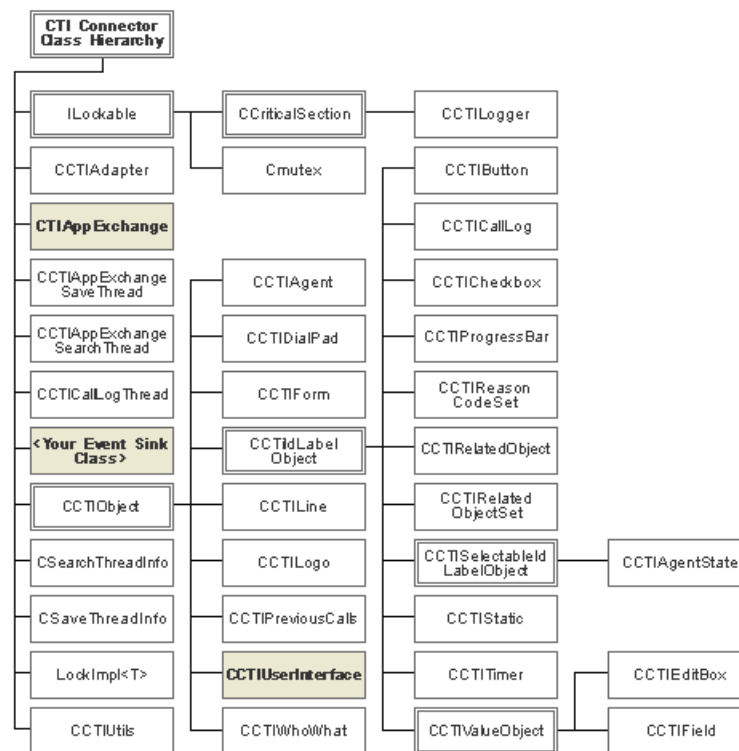 CTI Connector
Class Hierarchy
ILockable
CCriticalSection
CCTILogger
CCTIAdapter
Cmutex
CCTIButton
CTIAppExchange
CCTICallLog
CCTIAppExchange
SaveThread
CCTIAgent
CCTICheckbox
CCTIAppExchange
SearchThread
CCTIDialPad
CCTIProgressBar
CCTICallLogThread
CCTIForm
CCTIReason
CodeSet
<Your Event Sink
Class>
CCTIIdLabel
Object
CCTIRelatedObject
CCTIObject
CCTILine
CCTIRelated
ObjectSet
CSearchThreadInfo
CCTILogo
CCTISelectableId
LabelObject
CCTIAgentState
CSaveThreadInfo
CCTIPreviousCalls
CCTIStatic
LockImpl<T>
CCTIUserInterface
CCTITimer
CCTIEditBox
CCTIUtils
CCTIWhoWhat
CCTIValueObject
CCTIField